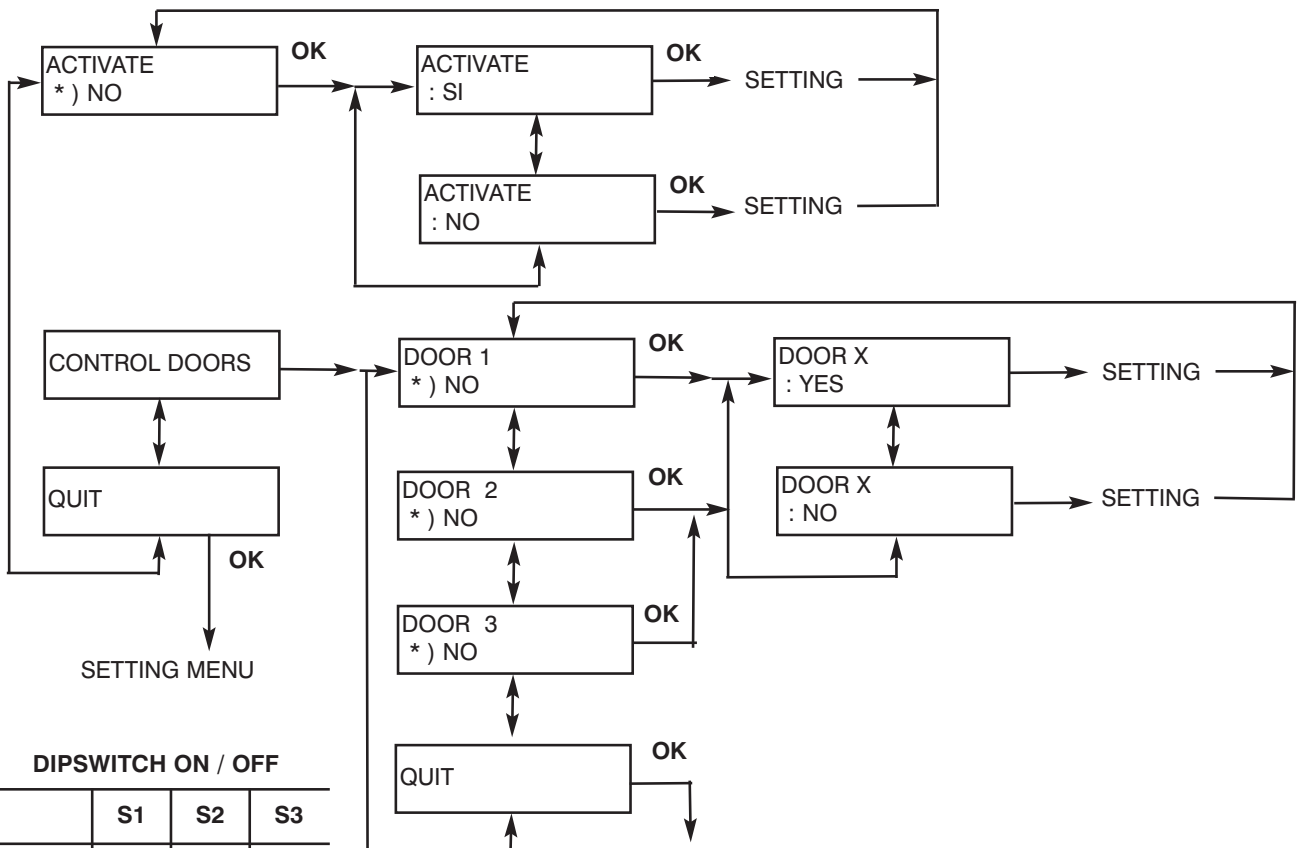 ACTIVATE
* ) NO
OK
ACTIVATE
: SI
OK
SETTING
ACTIVATE
: NO
OK
SETTING
CONTROL DOORS
QUIT
OK
SETTING MENU
DOOR 1
* ) NO
OK
DOOR X
: YES
SETTING
DOOR 2
* ) NO
OK
DOOR X
: NO
SETTING
DOOR 3
* ) NO
OK
QUIT
OK
DIPSWITCH ON / OFF
S1 S2 S3